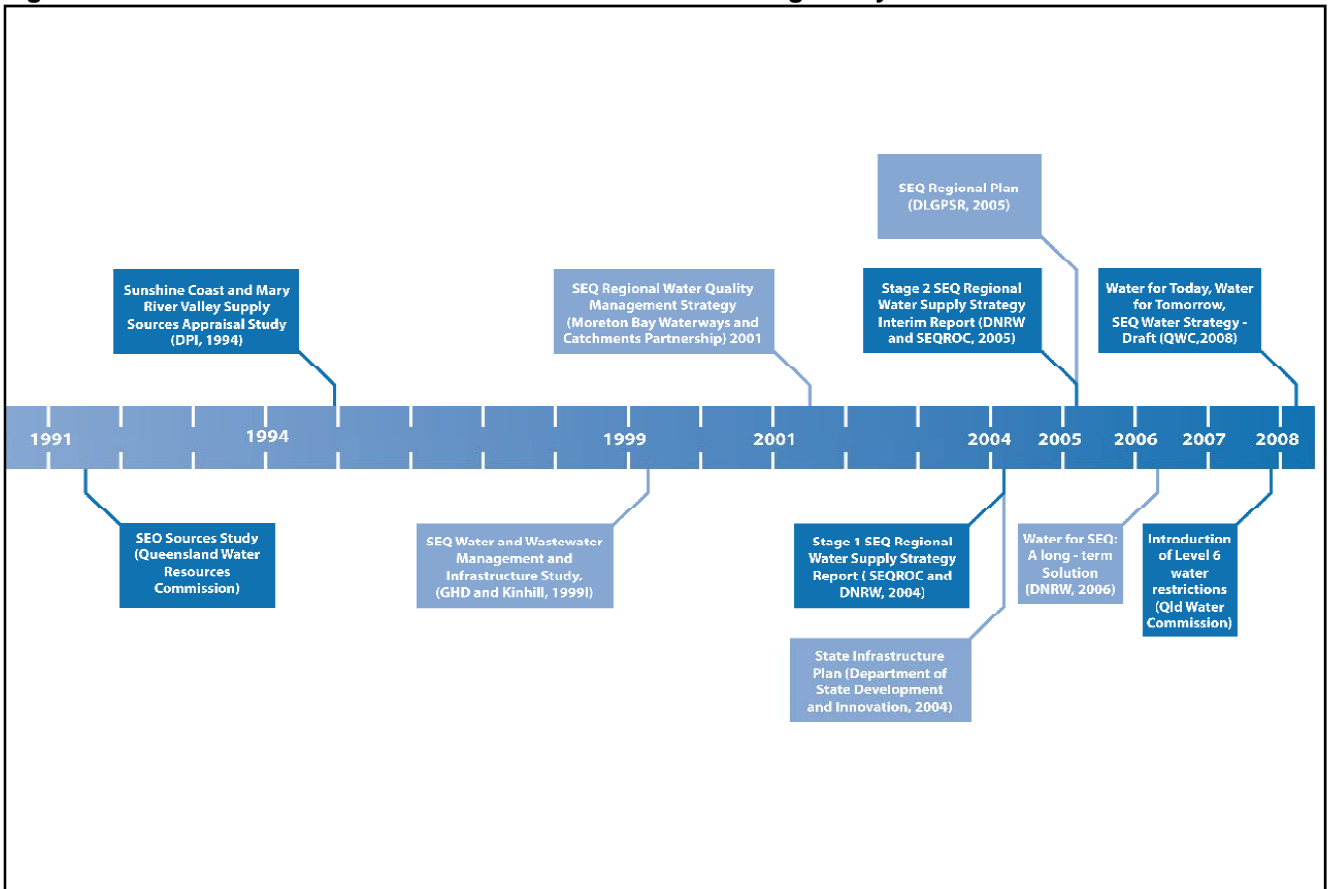 SEQ Regional Plan
(DLGPSR, 2005)
Sunshine Coast and Mary
River Valley Supply
Sources Appraisal Study
(DPI, 1994)
SEQ Regional Water Quality
Management Strategy
(Moreton Bay Waterways and
Catchments Partnership) 2001
Stage 2 SEQ Regional
Water Supply Strategy
Interim Report (DNRW
and SEQROC, 2005)
Water for Today, Water
for Tomorrow,
SEQ Water Strategy -
Draft (QWC,2008)
1991
1994
1999
2001
2004
2005
2006
2007
2008
SEO Sources Study
(Queensland Water
Resources
Commission)
SEQ Water and Wastewater
Management and
Infrastructure Study,
(GHD and Kinhill, 1999l)
Stage 1 SEQ Regional
Water Supply Strategy
Report ( SEQROC and
DNRW, 2004)
Water for SEQ:
A long - term
Solution
(DNRW, 2006)
Introduction
of Level 6
water
restrictions
(Qld Water
Commission)
State Infrastructure
Plan (Department of
State Development
and Innovation, 2004)